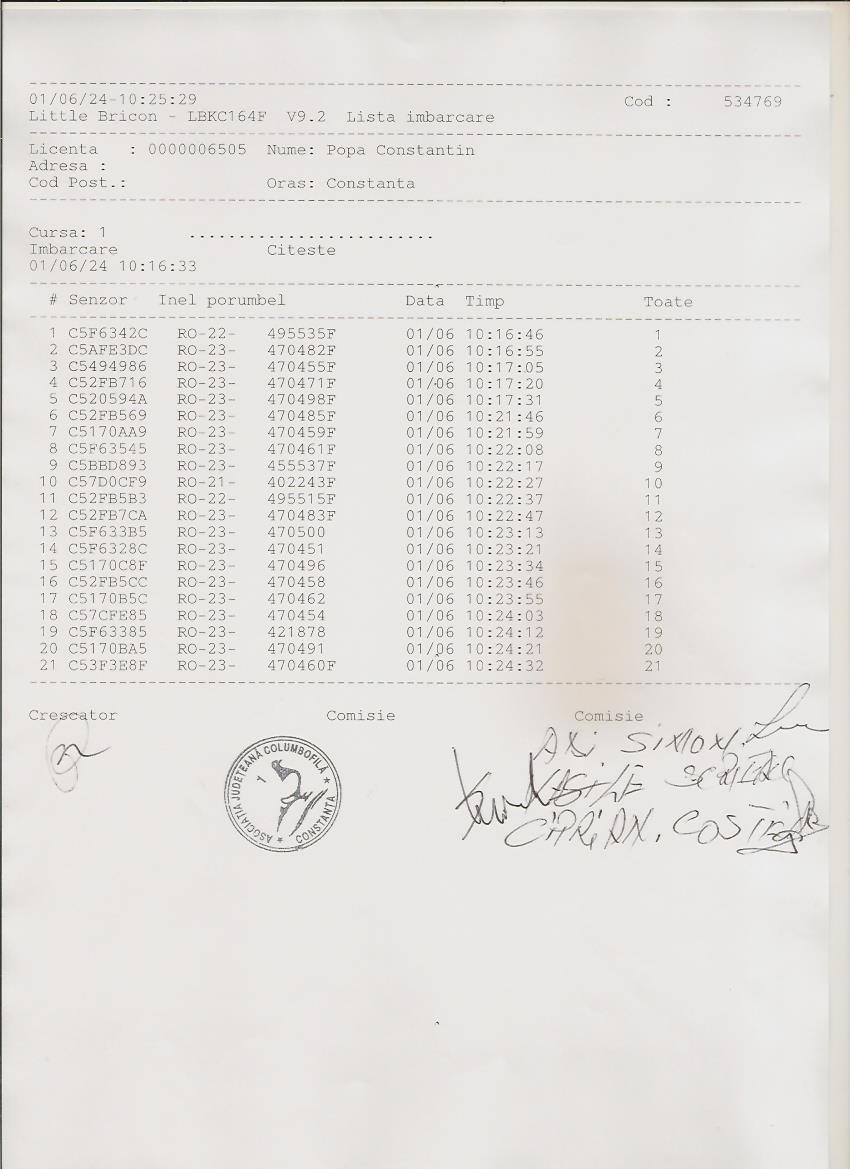 01/06/24-10:25:29 Cod : 534769
Little Bricon - LBKC164F V9.2 Lista imbarcare
Licenta : 0000006505 Nume: Popa Constantin
Adresa :
Cod Post.: Oras: Constanta
Cursa: 1 .........................
Imbarcare Citeste
01/06/24 10:16:33
# Senzor Inel porumbel Data Timp Toate
1 C5F6342C RO-22- 495535F 01/06 10:16:46 1
2 C5AFE3DC RO-23- 470482F 01/06 10:16:55 2
3 C5494986 RO-23- 470455F 01/06 10:17:05 3
4 C52FB716 RO-23- 470471F 01/06 10:17:20 4
5 C520594A RO-23- 470498F 01/06 10:17:31 5
6 C52FB569 RO-23- 470485F 01/06 10:21:46 6
7 C5170AA9 RO-23- 470459F 01/06 10:21:59 7
8 C5F63545 RO-23- 470461F 01/06 10:22:08 8
9 C5BBD893 RO-23- 455537F 01/06 10:22:17 9
10 C57D0CF9 RO-21- 402243F 01/06 10:22:27 10
11 C52FB5B3 RO-22- 495515F 01/06 10:22:37 11
12 C52FB7CA RO-23- 470483F 01/06 10:22:47 12
13 C5F633B5 RO-23- 470500 01/06 10:23:13 13
14 C5F6328C RO-23- 470451 01/06 10:23:21 14
15 C5170C8F RO-23- 470496 01/06 10:23:34 15
16 C52FB5CC RO-23- 470458 01/06 10:23:46 16
17 C5170B5C RO-23- 470462 01/06 10:23:55 17
18 C57CFE85 RO-23- 470454 01/06 10:24:03 18
19 C5F63385 RO-23- 421878 01/06 10:24:12 19
20 C5170BA5 RO-23- 470491 01/06 10:24:21 20
21 C53F3E8F RO-23- 470460F 01/06 10:24:32 21
Crescator Comisie Comisie
ASOCIAȚIA JUDEȚEANĂ COLUMBOFILĂ * CONSTANȚA *
1
SIMION
VASILE
CIPRIAN. COSTI